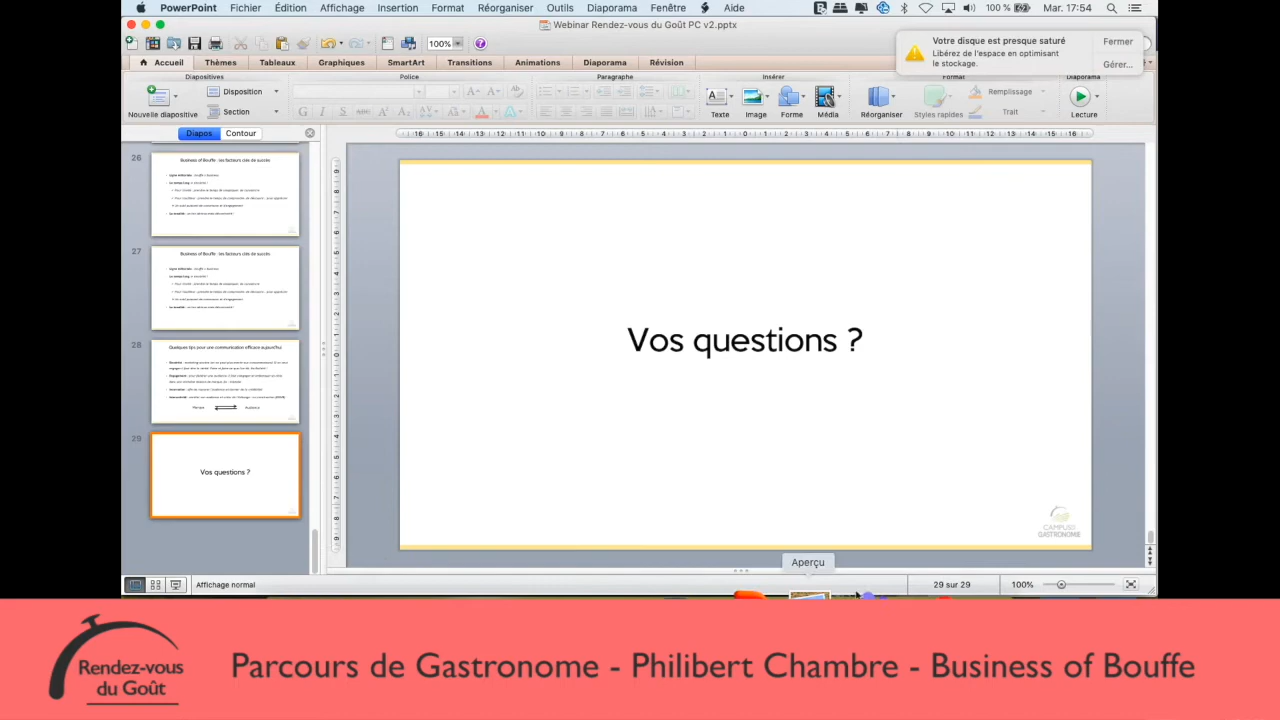 PowerPoint Fichier Édition Affichage Insertion Format Réorganiser Outils Diaporama Fenêtre Aide 100 % Mar. 17:54
Webinar Rendez-vous du Goût PC v2.pptx
Votre disque est presque saturé
Libérez de l'espace en optimisant
le stockage.
Fermer
Gérer...
100%
Accueil Thèmes Tableaux Graphiques SmartArt Transitions Animations Diaporama Révision
Diapositives Police Paragraphe Insérer Format Diaporama
Nouvelle diapositive
Disposition
Section
Texte Image Forme Média Réorganiser Styles rapides
Remplissage
Trait
Lecture
Diapos Contour
26
Business of Bouffe : les facteurs clés de succès
27
Business of Bouffe : les facteurs clés de succès
28
Quelques tips pour une communication efficace aujourd'hui
29
Vos questions ?
Vos questions ?
CAMPUS
GASTRONOMIE
Aperçu
Affichage normal
29 sur 29
100%
Rendez-vous
du Goût
Parcours de Gastronome - Philibert Chambre - Business of Bouffe